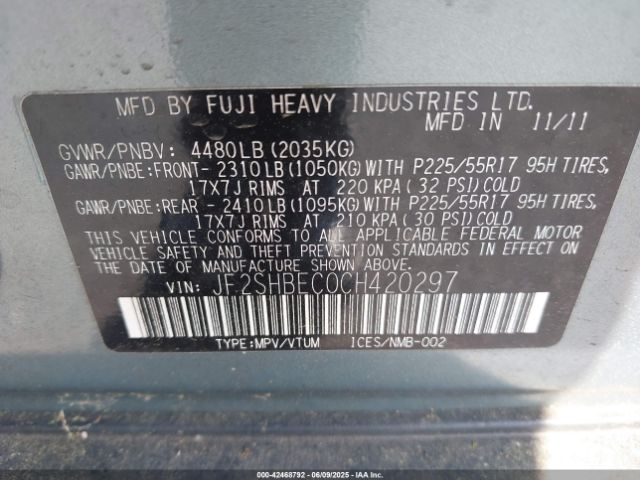 MFD BY FUJI HEAVY INDUSTRIES LTD.
MFD IN 11/11
GVWR/PNBV: 4480LB (2035KG)
GAWR/PNBE:FRONT- 2310LB (1050KG)WITH P225/55R17 95H TIRES,
17X7J RIMS AT 220 KPA (32 PSI) COLD
GAWR/PNBE:REAR - 2410LB (1095KG)WITH P225/55R17 95H TIRES,
17X7J RIMS AT 210 KPA (30 PSI) COLD
THIS VEHICLE CONFORMS TO ALL APPLICABLE FEDERAL MOTOR
VEHICLE SAFETY AND THEFT PREVENTION STANDARDS IN EFFECT ON
THE DATE OF MANUFACTURE SHOWN ABOVE.
VIN: JF2SHBEC0CH420297
TYPE:MPV/VTUM ICES/NMB-002
000-42468792 - 06/09/2025 - IAAI.CA